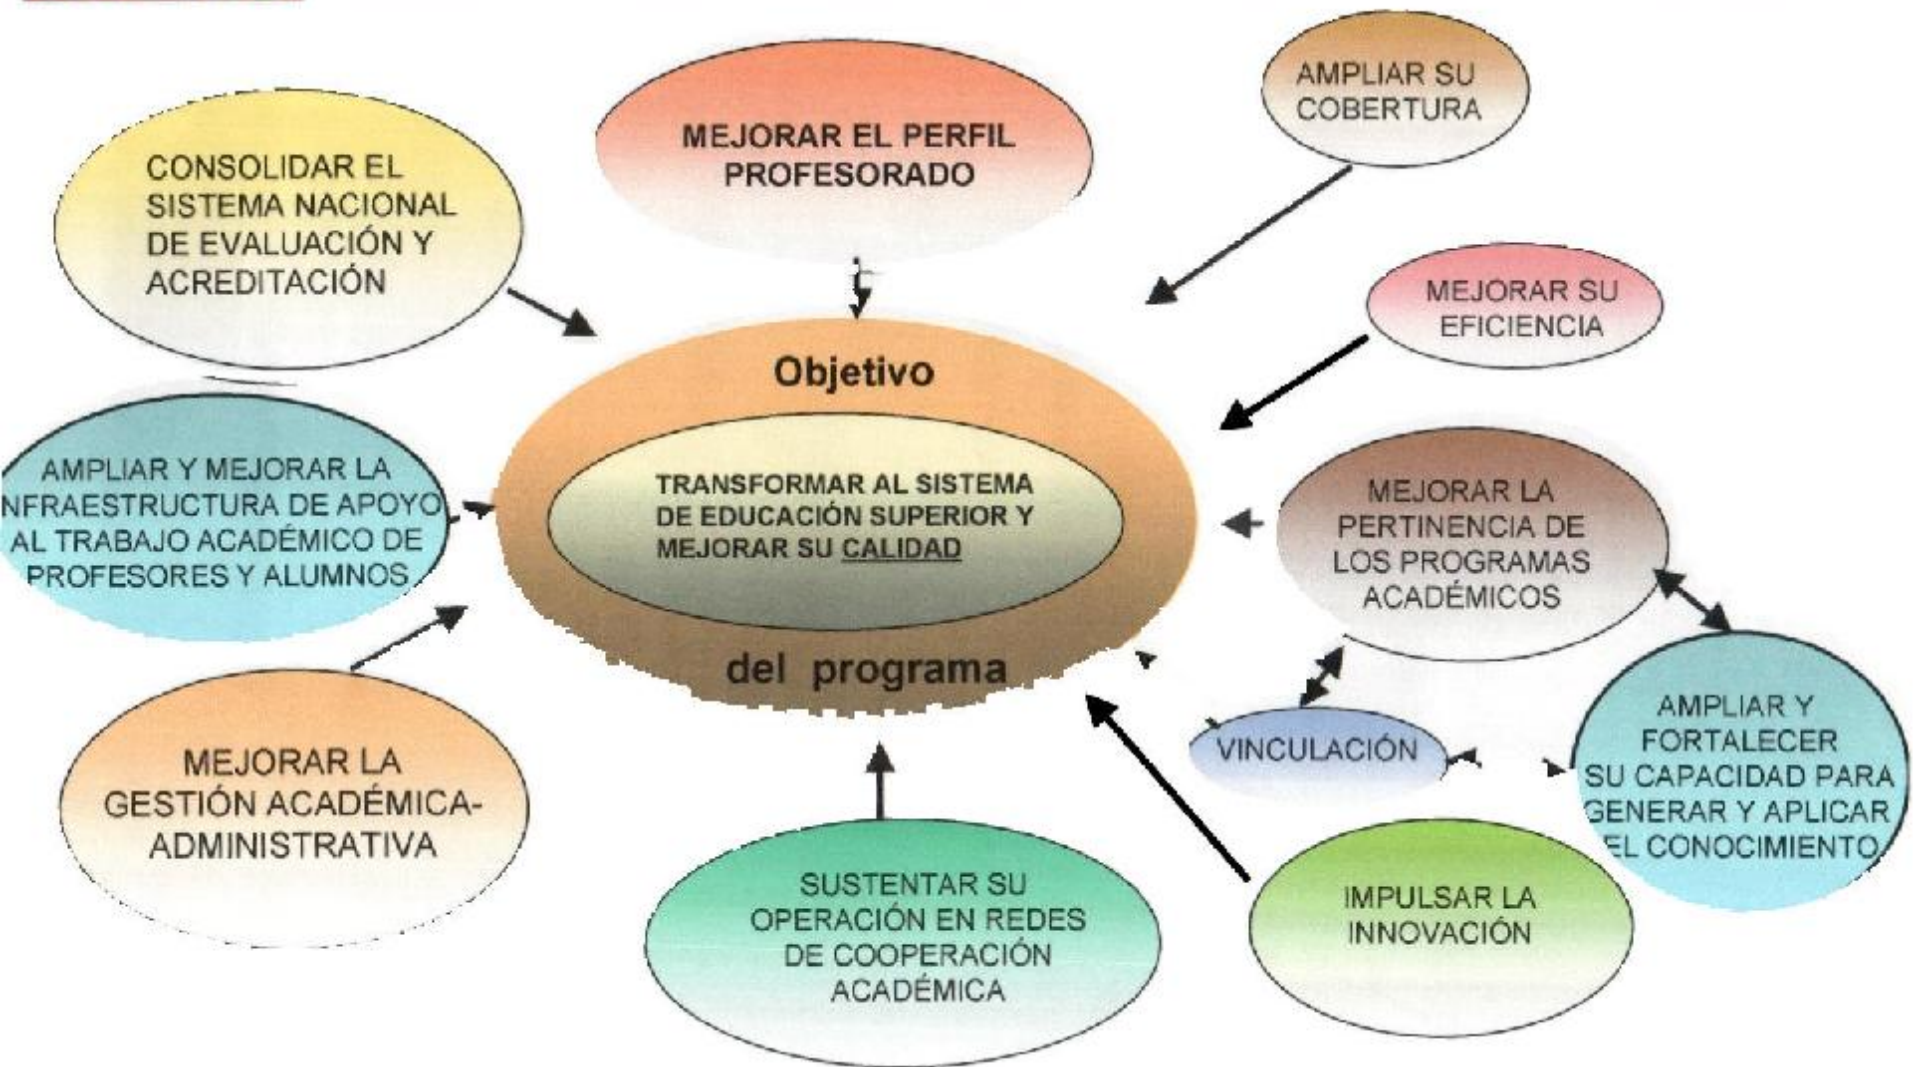 AMPLIAR SU
COBERTURA
MEJORAR EL PERFIL
PROFESORADO
CONSOLIDAR EL
SISTEMA NACIONAL
DE EVALUACIÓN Y
ACREDITACIÓN
MEJORAR SU
EFICIENCIA
Objetivo
TRANSFORMAR AL SISTEMA
DE EDUCACIÓN SUPERIOR Y
MEJORAR SU CALIDAD
del programa
AMPLIAR Y MEJORAR LA
NFRAESTRUCTURA DE APOYO
AL TRABAJO ACADÉMICO DE
PROFESORES Y ALUMNOS
MEJORAR LA
PERTINENCIA DE
LOS PROGRAMAS
ACADÉMICOS
VINCULACIÓN
AMPLIAR Y
FORTALECER
SU CAPACIDAD PARA
GENERAR Y APLICAR
EL CONOCIMIENTO
MEJORAR LA
GESTIÓN ACADÉMICA-
ADMINISTRATIVA
SUSTENTAR SU
OPERACIÓN EN REDES
DE COOPERACIÓN
ACADÉMICA
IMPULSAR LA
INNOVACIÓN